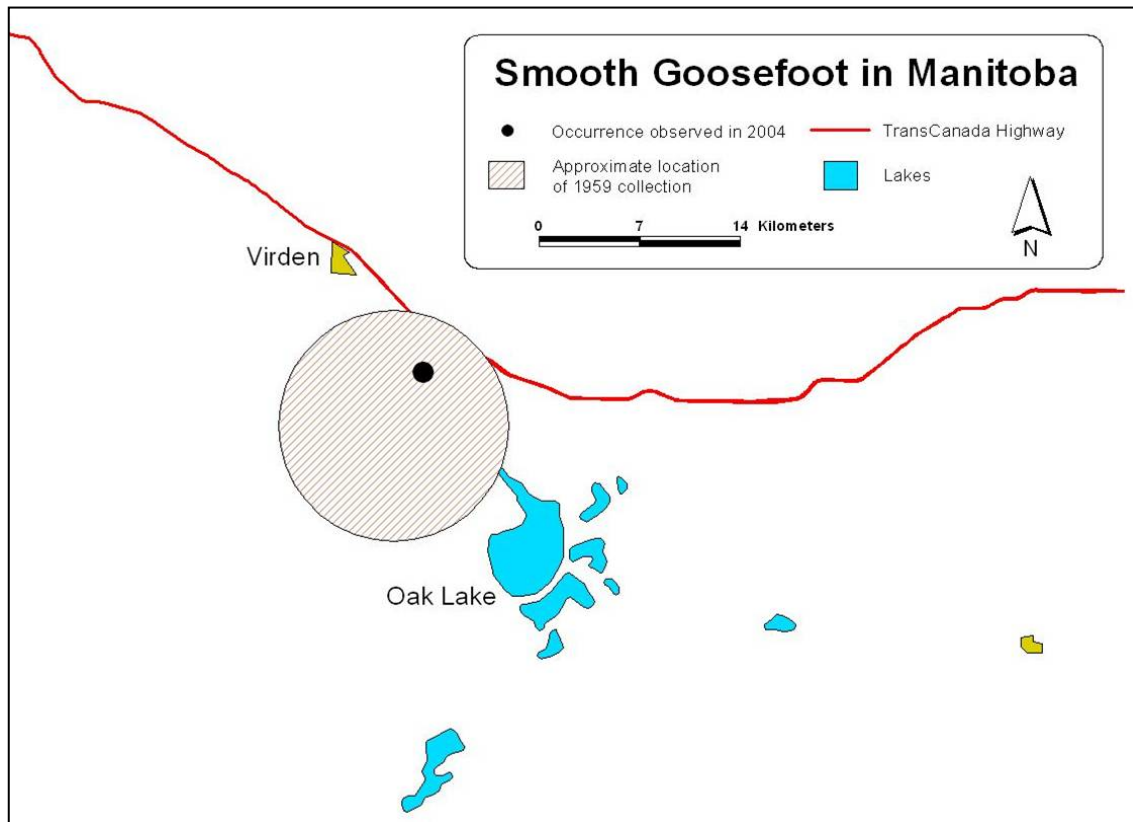 Smooth Goosefoot in Manitoba
Occurrence observed in 2004
TransCanada Highway
Approximate location
of 1959 collection
Lakes
0 7 14 Kilometers
N
Virden
Oak Lake